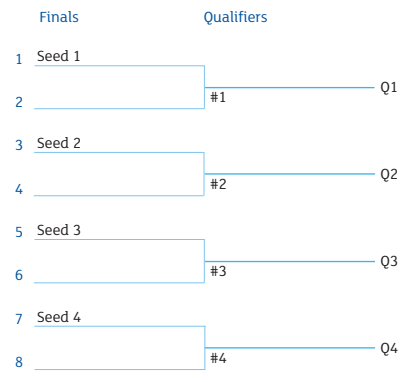 Finals Qualifiers
1 Seed 1
Q1
2 #1
3 Seed 2
Q2
4 #2
5 Seed 3
Q3
6 #3
7 Seed 4
Q4
8 #4